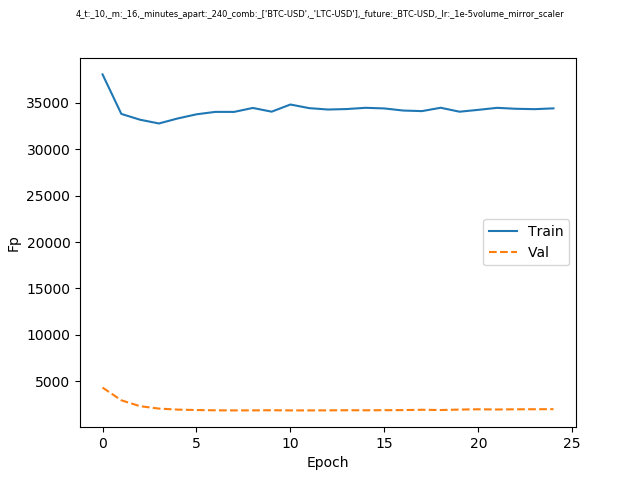 4_t:_10,_m:_16,_minutes_apart:_240_comb:_['BTC-USD',_'LTC-USD'],_future:_BTC-USD,_lr:_1e-5volume_mirror_scaler
35000
30000
25000
20000
15000
10000
5000
Fp
Train
Val
0 5 10 15 20 25
Epoch